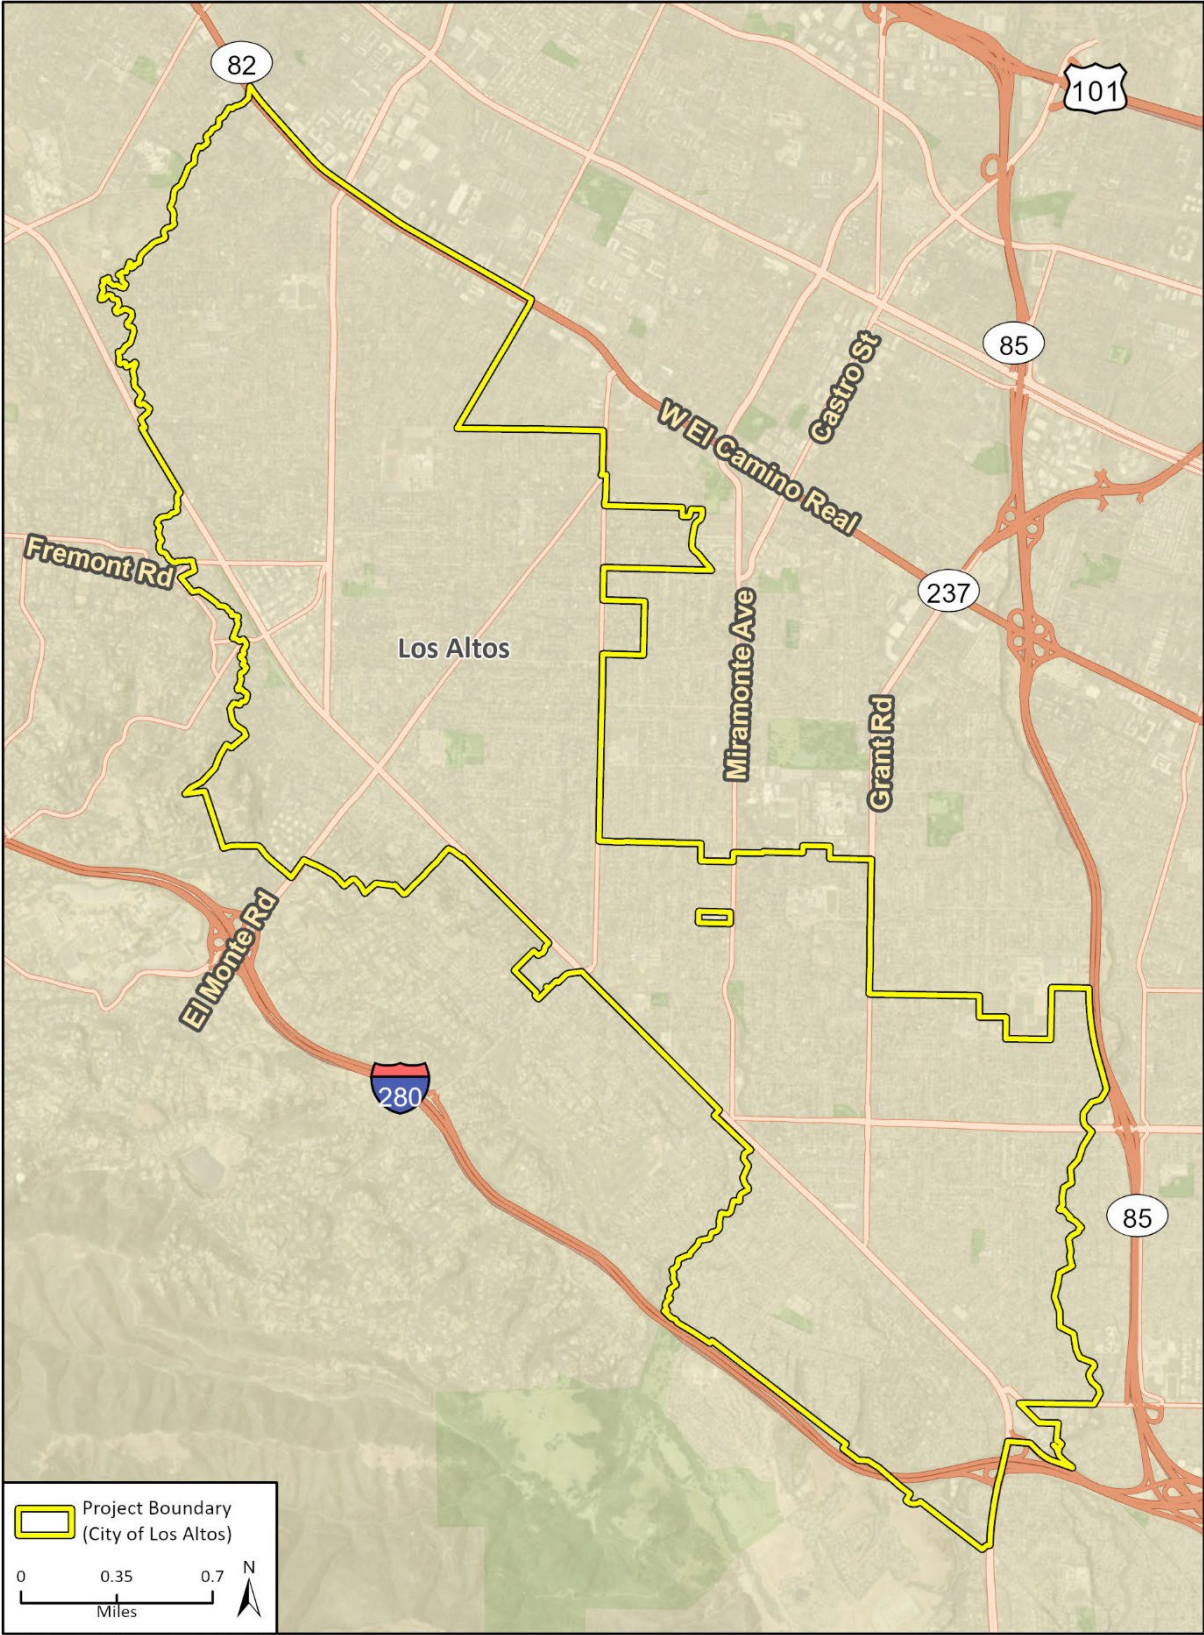 82
101
85
Castro St
W El Camino Real
Fremont Rd
237
Los Altos
Miramonte Ave
Grant Rd
El Monte Rd
280
85
Project Boundary
(City of Los Altos)
0 0.35 0.7
Miles
N